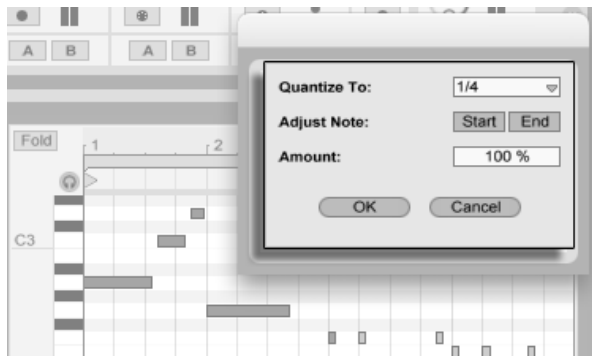 A B
A B
Quantize To: 1/4
Adjust Note: Start End
Amount: 100 %
OK Cancel
Fold
1 2
C3